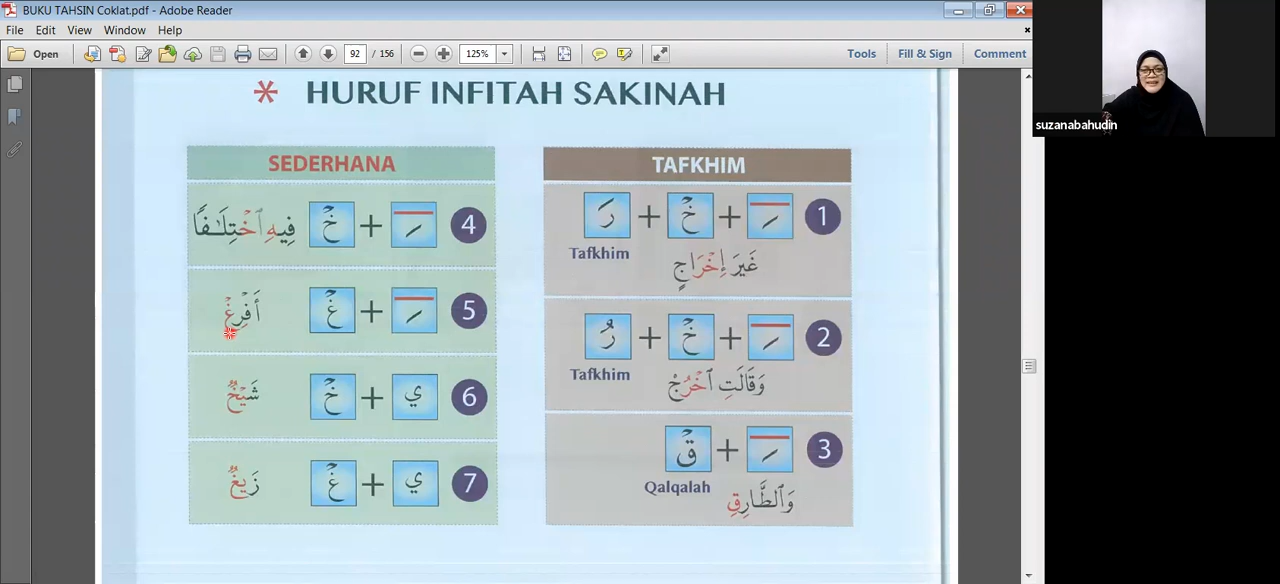 BUKU TAHSIN Coklat.pdf - Adobe Reader
File Edit View Window Help
Open 92 / 156 125% Tools Fill & Sign Comment
suzanabahudin
* HURUF INFITAH SAKINAH
TAFKHIM
1 ـِ + خۡ + رَ
Tafkhim
غَيۡرَ إِخۡرَاجٍ
2 ـِ + خۡ + رُ
Tafkhim
وَقَالَتِ ٱخۡرُجۡ
3 ـِ + قۡ
Qalqalah
وَٱلطَّارِقِ
SEDERHANA
4 ـِ + خۡ فِيهِ ٱخۡتِلَـٰفًا
5 ـِ + غۡ أَفۡرِغۡ
6 ي + خۡ شَيۡخٌ
7 ي + غۡ زَيۡغٌ